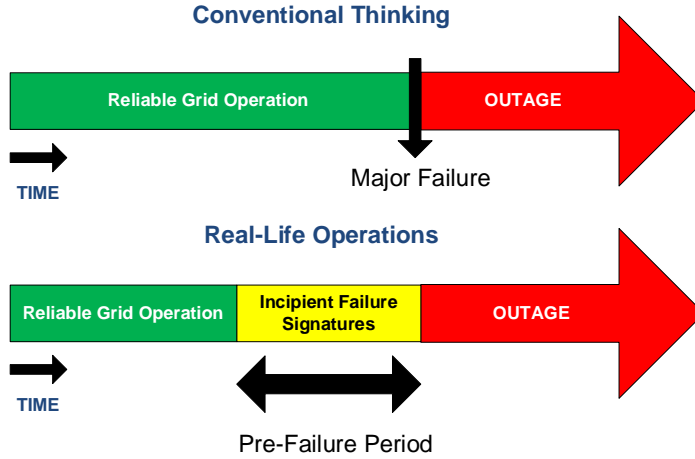 Conventional Thinking
Reliable Grid Operation
OUTAGE
Major Failure
TIME
Real-Life Operations
Reliable Grid Operation
Incipient Failure
Signatures
OUTAGE
TIME
Pre-Failure Period